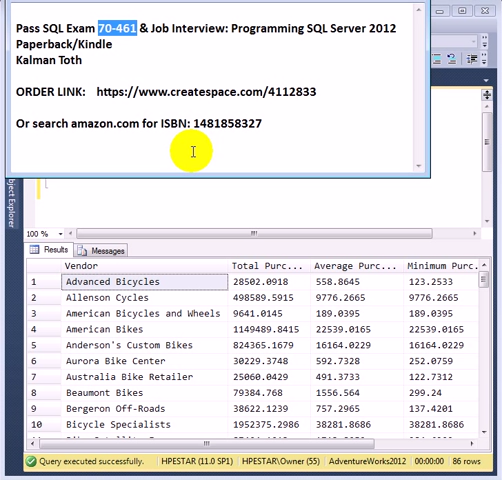 Pass SQL Exam 70-461 & Job Interview: Programming SQL Server 2012
Paperback/Kindle
Kalman Toth
ORDER LINK: https://www.createspace.com/4112833
Or search amazon.com for ISBN: 1481858327
Object Explorer
100 %
Results Messages
Vendor Total Purc... Average Purc... Minimum Purc.
1 Advanced Bicycles 28502.0918 558.8645 123.2533
2 Allenson Cycles 498589.5915 9776.2665 9776.2665
3 American Bicycles and Wheels 9641.0145 189.0395 189.0395
4 American Bikes 1149489.8415 22539.0165 22539.0165
5 Anderson's Custom Bikes 824365.1679 16164.0229 16164.0229
6 Aurora Bike Center 30229.3748 592.7328 252.0759
7 Australia Bike Retailer 25060.0429 491.3733 122.7312
8 Beaumont Bikes 79384.768 1556.564 299.24
9 Bergeron Off-Roads 38622.1239 757.2965 137.4201
10 Bicycle Specialists 1952375.2986 38281.8686 38281.8686
Query executed successfully. HPESTAR (11.0 SP1) HPESTAR\Owner (55) AdventureWorks2012 00:00:00 86 rows